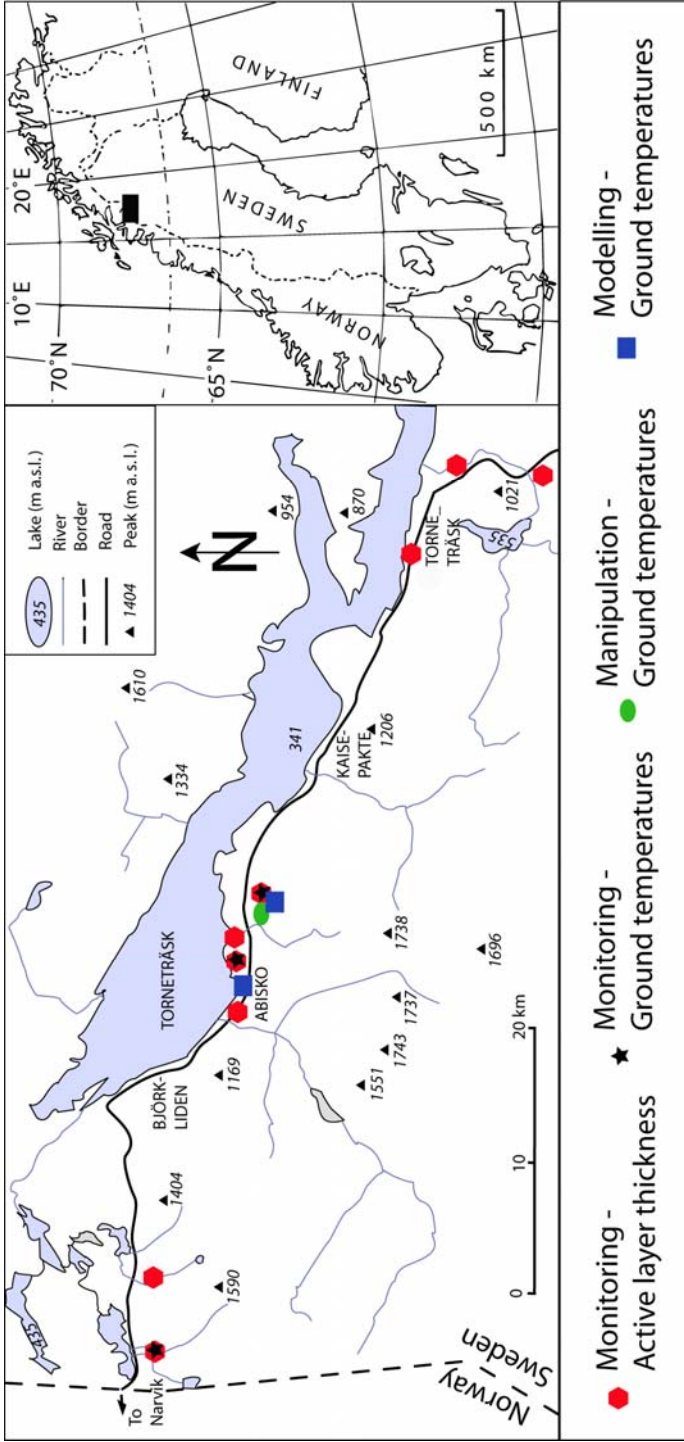 435
Lake (m a.s.l.)
River
Border
Road
1404
Peak (m a.s.l.)
N
To
Narvik
435
1404
1590
BJÖRK-
LIDEN
1169
TORNETRÄSK
ABISKO
1334
1610
341
KAISE-
PAKTE
1206
954
870
TORNE_
TRÄSK
1021
535
1551
1743
1737
1738
1696
Norway
Sweden
0
10
20 km
10°E
20°E
70°N
65°N
NORWAY
SWEDEN
FINLAND
500 km
Monitoring -
Active layer thickness
Monitoring -
Ground temperatures
Manipulation -
Ground temperatures
Modelling -
Ground temperatures